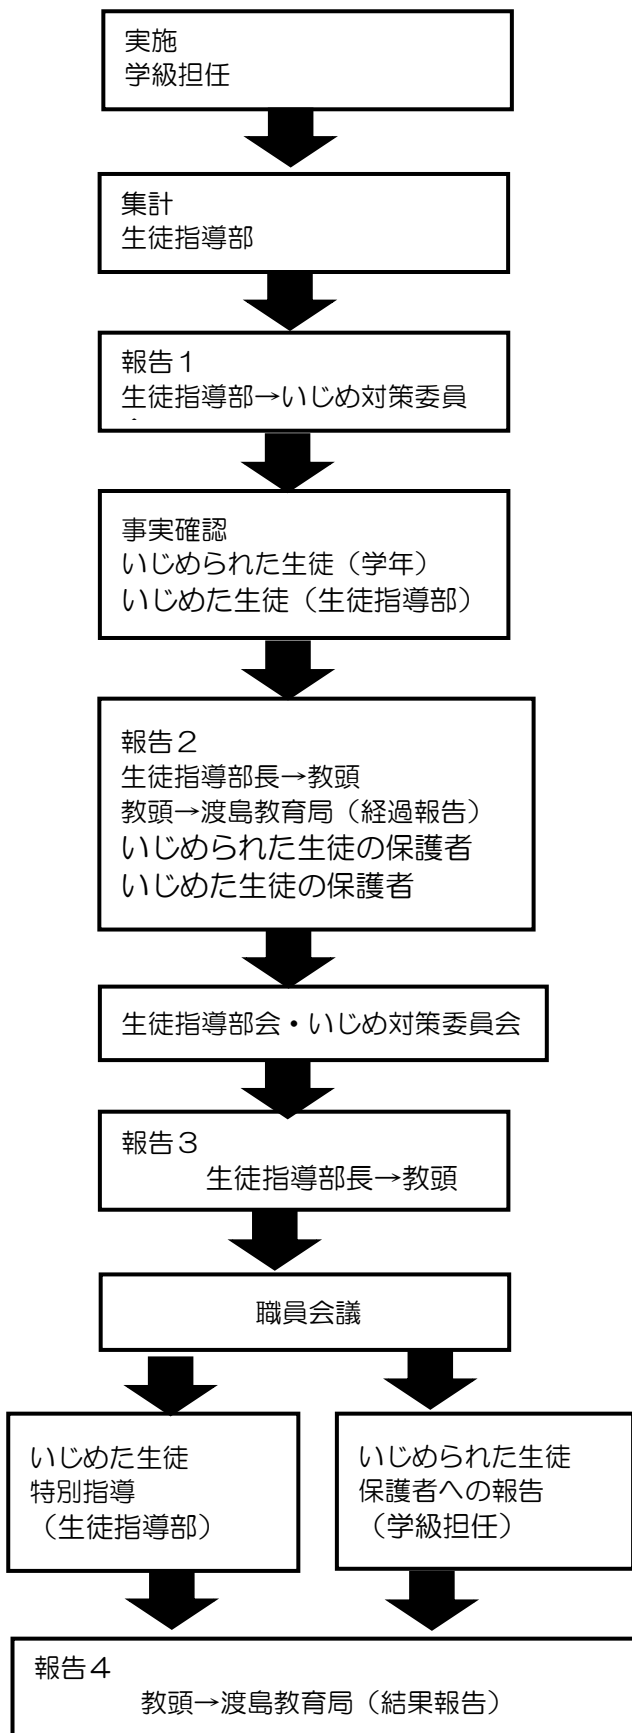 実施
学級担任
集計
生徒指導部
報告１
生徒指導部→いじめ対策委員
事実確認
いじめられた生徒（学年）
いじめた生徒（生徒指導部）
報告２
生徒指導部長→教頭
教頭→渡島教育局（経過報告）
いじめられた生徒の保護者
いじめた生徒の保護者
生徒指導部会・いじめ対策委員会
報告３
生徒指導部長→教頭
職員会議
いじめた生徒
特別指導
（生徒指導部）
いじめられた生徒
保護者への報告
（学級担任）
報告４
教頭→渡島教育局（結果報告）